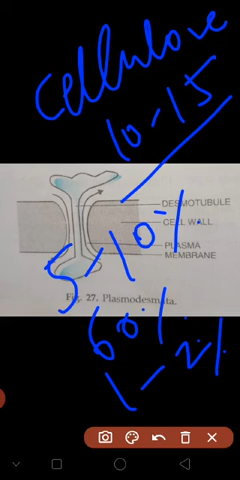 Cellulose
10-15
DESMOTUBULE
CELL WALL
5-10%
PLASMA
MEMBRANE
Fig. 27. Plasmodesmata.
60%
1-2%